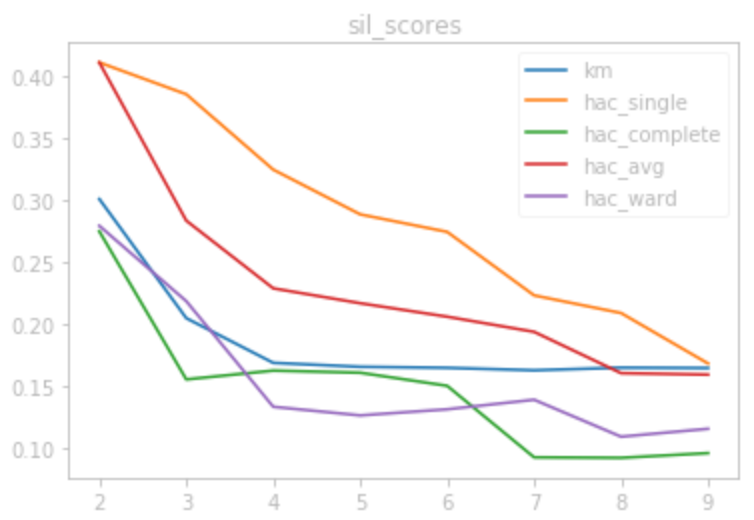 sil_scores
0.40
0.35
0.30
0.25
0.20
0.15
0.10
km
hac_single
hac_complete
hac_avg
hac_ward
2 3 4 5 6 7 8 9